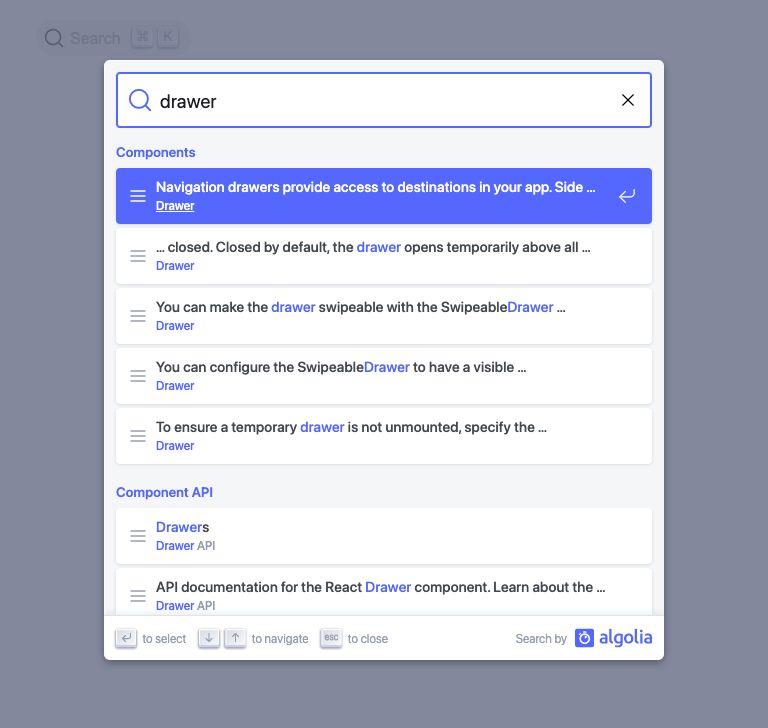 Search ⌘ K
drawer
Components
Navigation drawers provide access to destinations in your app. Side ...
Drawer
... closed. Closed by default, the drawer opens temporarily above all ...
Drawer
You can make the drawer swipeable with the SwipeableDrawer ...
Drawer
You can configure the SwipeableDrawer to have a visible ...
Drawer
To ensure a temporary drawer is not unmounted, specify the ...
Drawer
Component API
Drawers
Drawer API
API documentation for the React Drawer component. Learn about the ...
Drawer API
to select to navigate esc to close Search by algolia